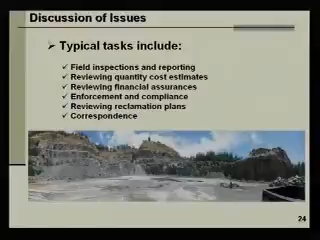 Discussion of Issues
Typical tasks include:
Field inspections and reporting
Reviewing quantity cost estimates
Reviewing financial assurances
Enforcement and compliance
Reviewing reclamation plans
Correspondence
24